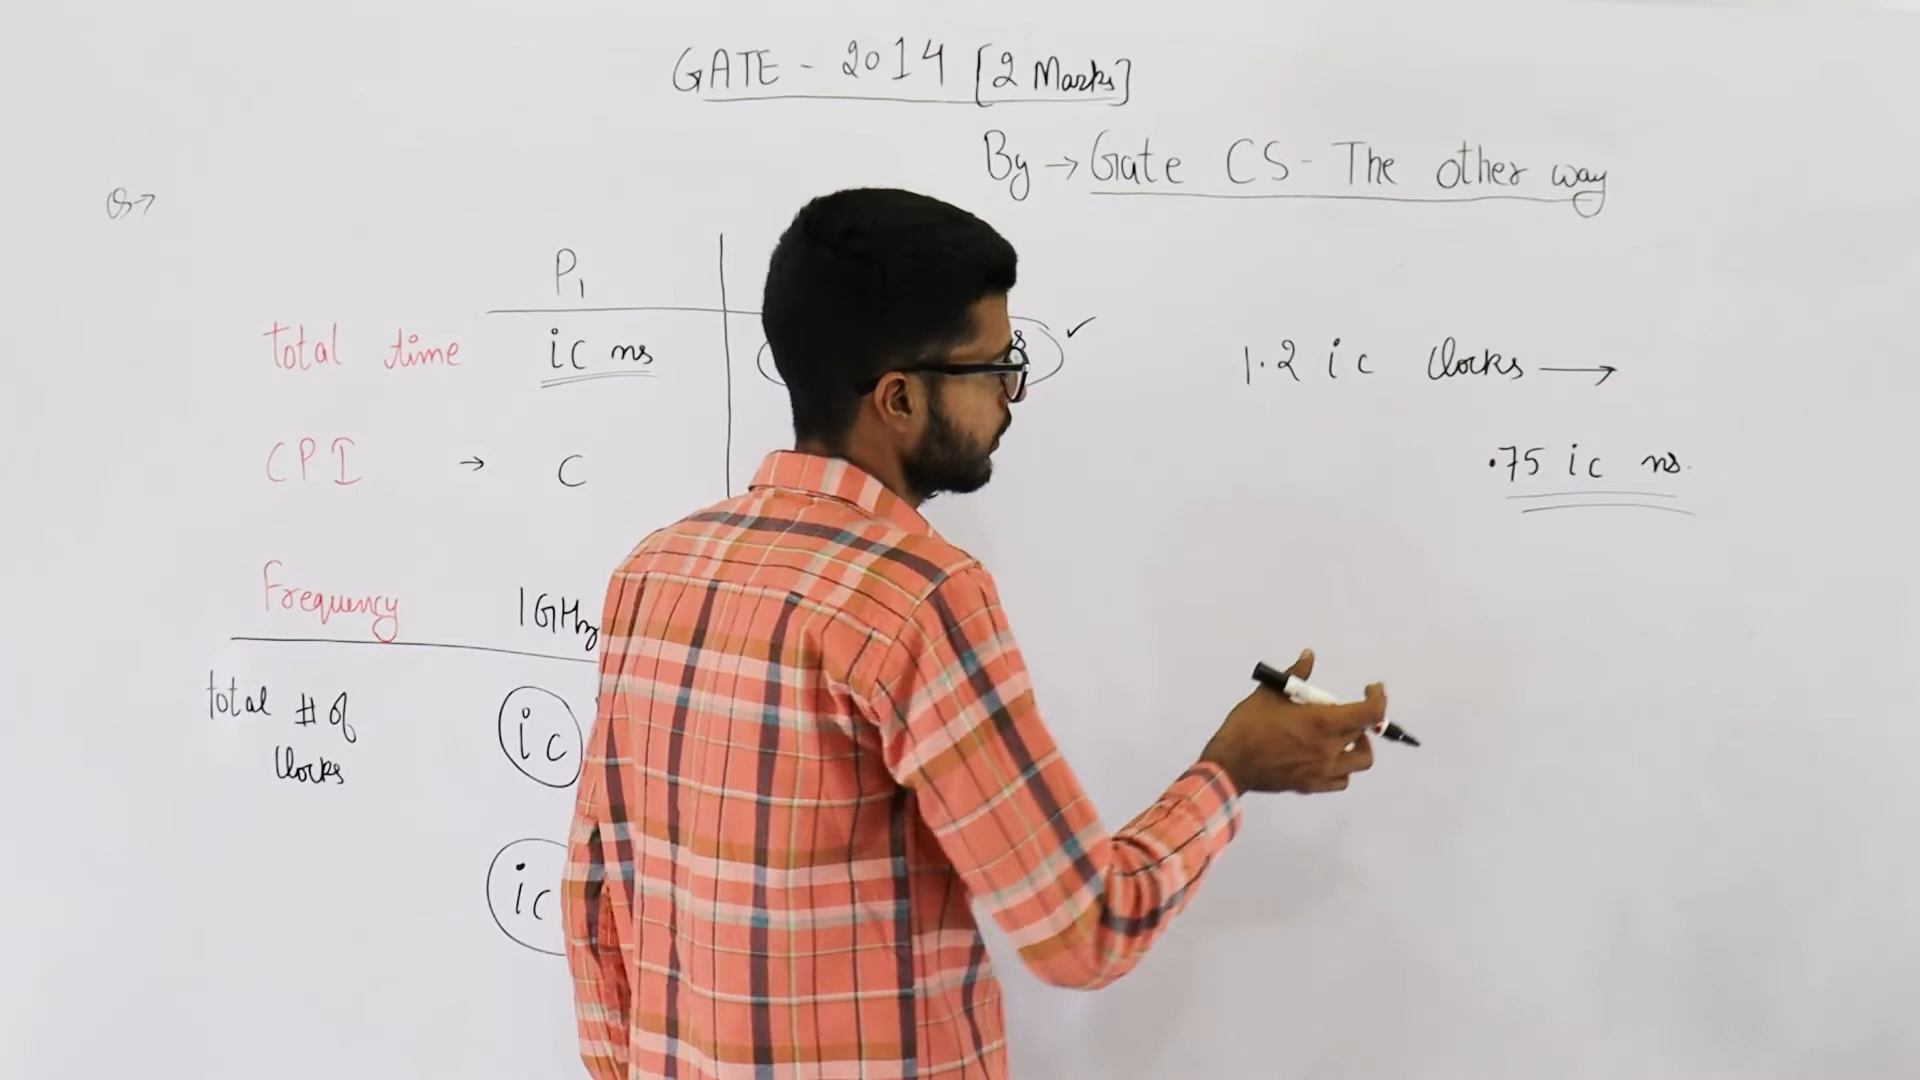 GATE - 2014 [2 Marks]
By → Gate CS - The other way
Q→
P1
total time ic ns ✓
1.2 ic clocks →
CPI → C
.75 ic ns.
Frequency 1GHz
total # of clocks
ic
ic